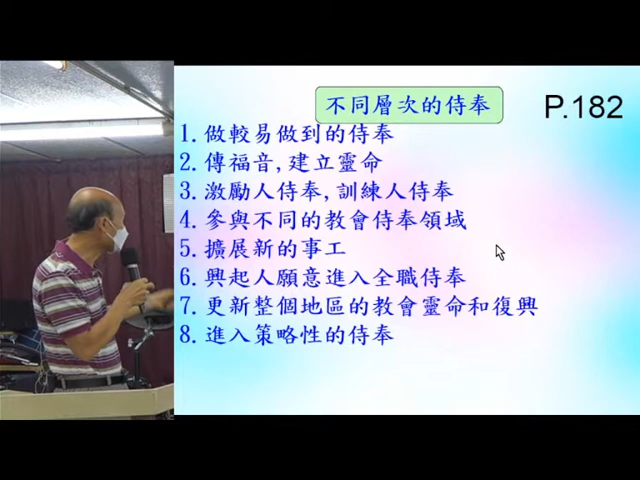 不同層次的侍奉
P.182
1. 做較易做到的侍奉
2. 傳福音, 建立靈命
3. 激勵人侍奉, 訓練人侍奉
4. 參與不同的教會侍奉領域
5. 擴展新的事工
6. 興起人願意進入全職侍奉
7. 更新整個地區的教會靈命和復興
8. 進入策略性的侍奉